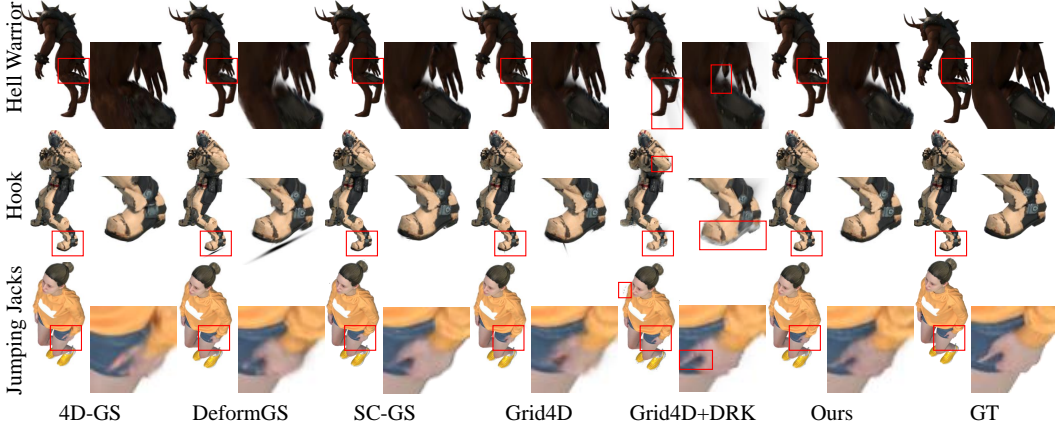 Hell Warrior
Hook
Jumping Jacks
4D-GS DeformGS SC-GS Grid4D Grid4D+DRK Ours GT